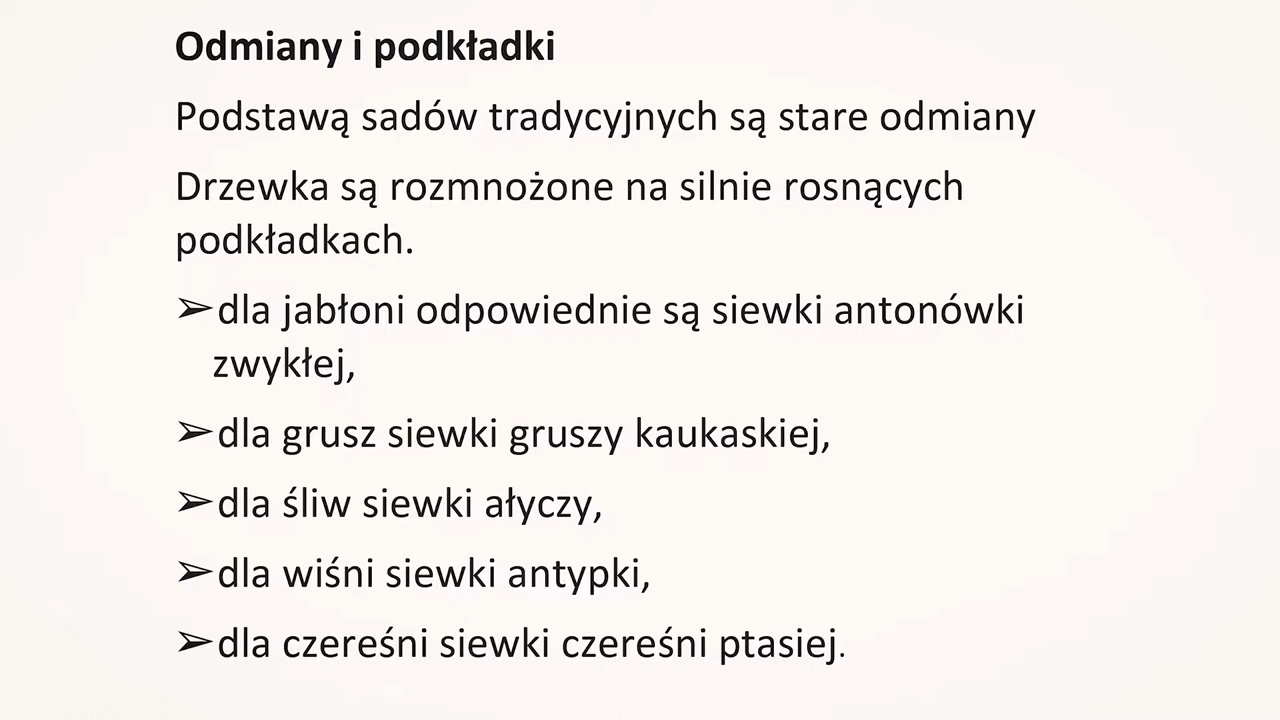 Odmiany i podkładki
Podstawą sadów tradycyjnych są stare odmiany
Drzewka są rozmnożone na silnie rosnących
podkładkach.
➢dla jabłoni odpowiednie są siewki antonówki
zwykłej,
➢dla grusz siewki gruszy kaukaskiej,
➢dla śliw siewki ałyczy,
➢dla wiśni siewki antypki,
➢dla czereśni siewki czereśni ptasiej.